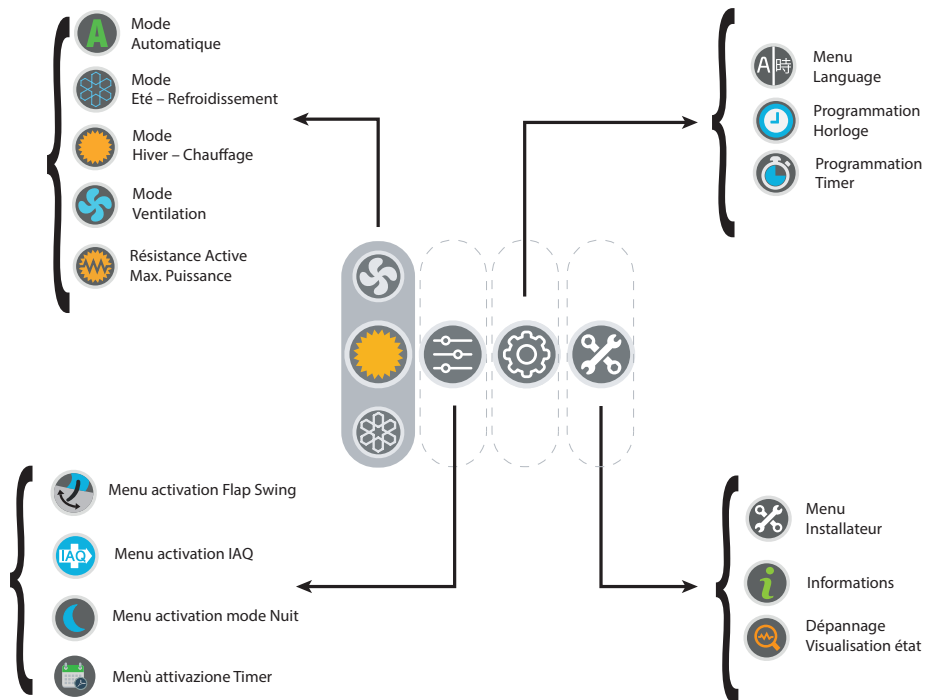 Mode
Automatique
A
Mode
Eté – Refroidissement
Mode
Hiver – Chauffage
Mode
Ventilation
Résistance Active
Max. Puissance
A 時
Menu
Language
Programmation
Horloge
Programmation
Timer
Menu activation Flap Swing
IAQ
Menu activation IAQ
Menu activation mode Nuit
Menù attivazione Timer
Menu
Installateur
i
Informations
Dépannage
Visualisation état